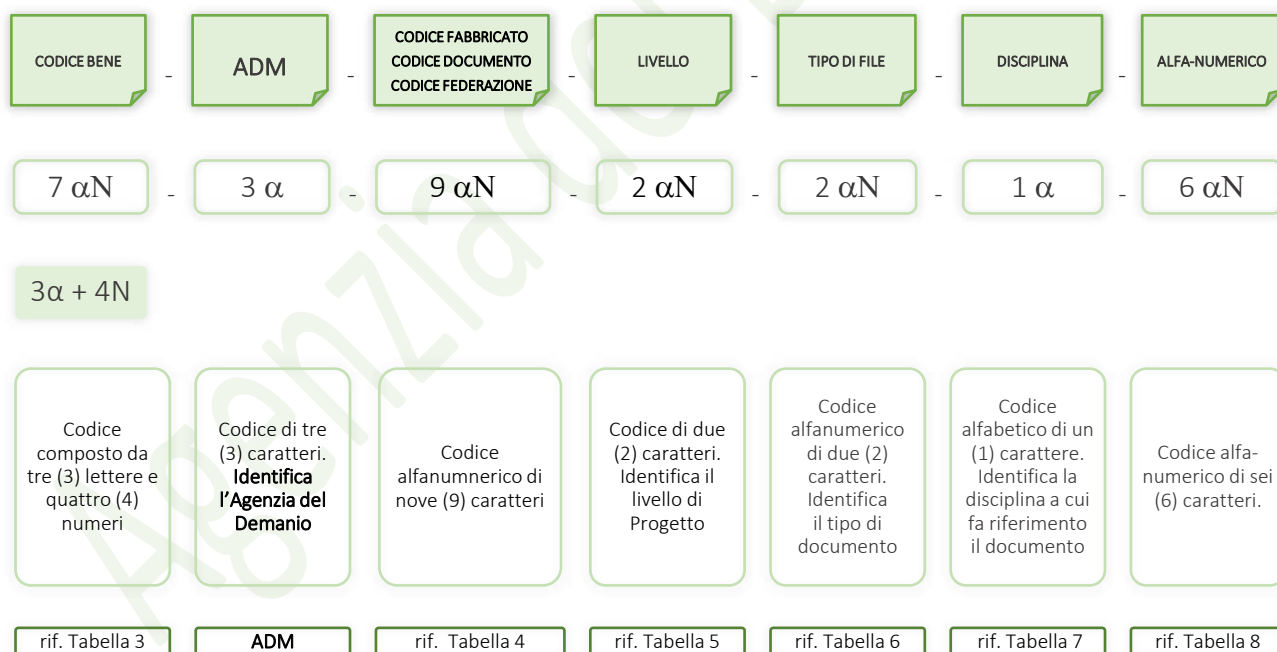 CODICE BENE - ADM - CODICE FABBRICATO
CODICE DOCUMENTO
CODICE FEDERAZIONE - LIVELLO - TIPO DI FILE - DISCIPLINA - ALFA-NUMERICO
7 αN - 3 α - 9 αN - 2 αN - 2 αN - 1 α - 6 αN
3α + 4N
Codice
composto da
tre (3) lettere e
quattro (4)
numeri
Codice di tre
(3) caratteri.
Identifica
l'Agenzia del
Demanio
Codice
alfanumnerico di
nove (9) caratteri
Codice di due
(2) caratteri.
Identifica il
livello di
Progetto
Codice
alfanumerico
di due (2)
caratteri.
Identifica
il tipo di
documento
Codice
alfabetico di un
(1) carattere.
Identifica la
disciplina a cui
fa riferimento
il documento
Codice alfa-
numerico di sei
(6) caratteri.
rif. Tabella 3
ADM
rif. Tabella 4
rif. Tabella 5
rif. Tabella 6
rif. Tabella 7
rif. Tabella 8
Agenzia